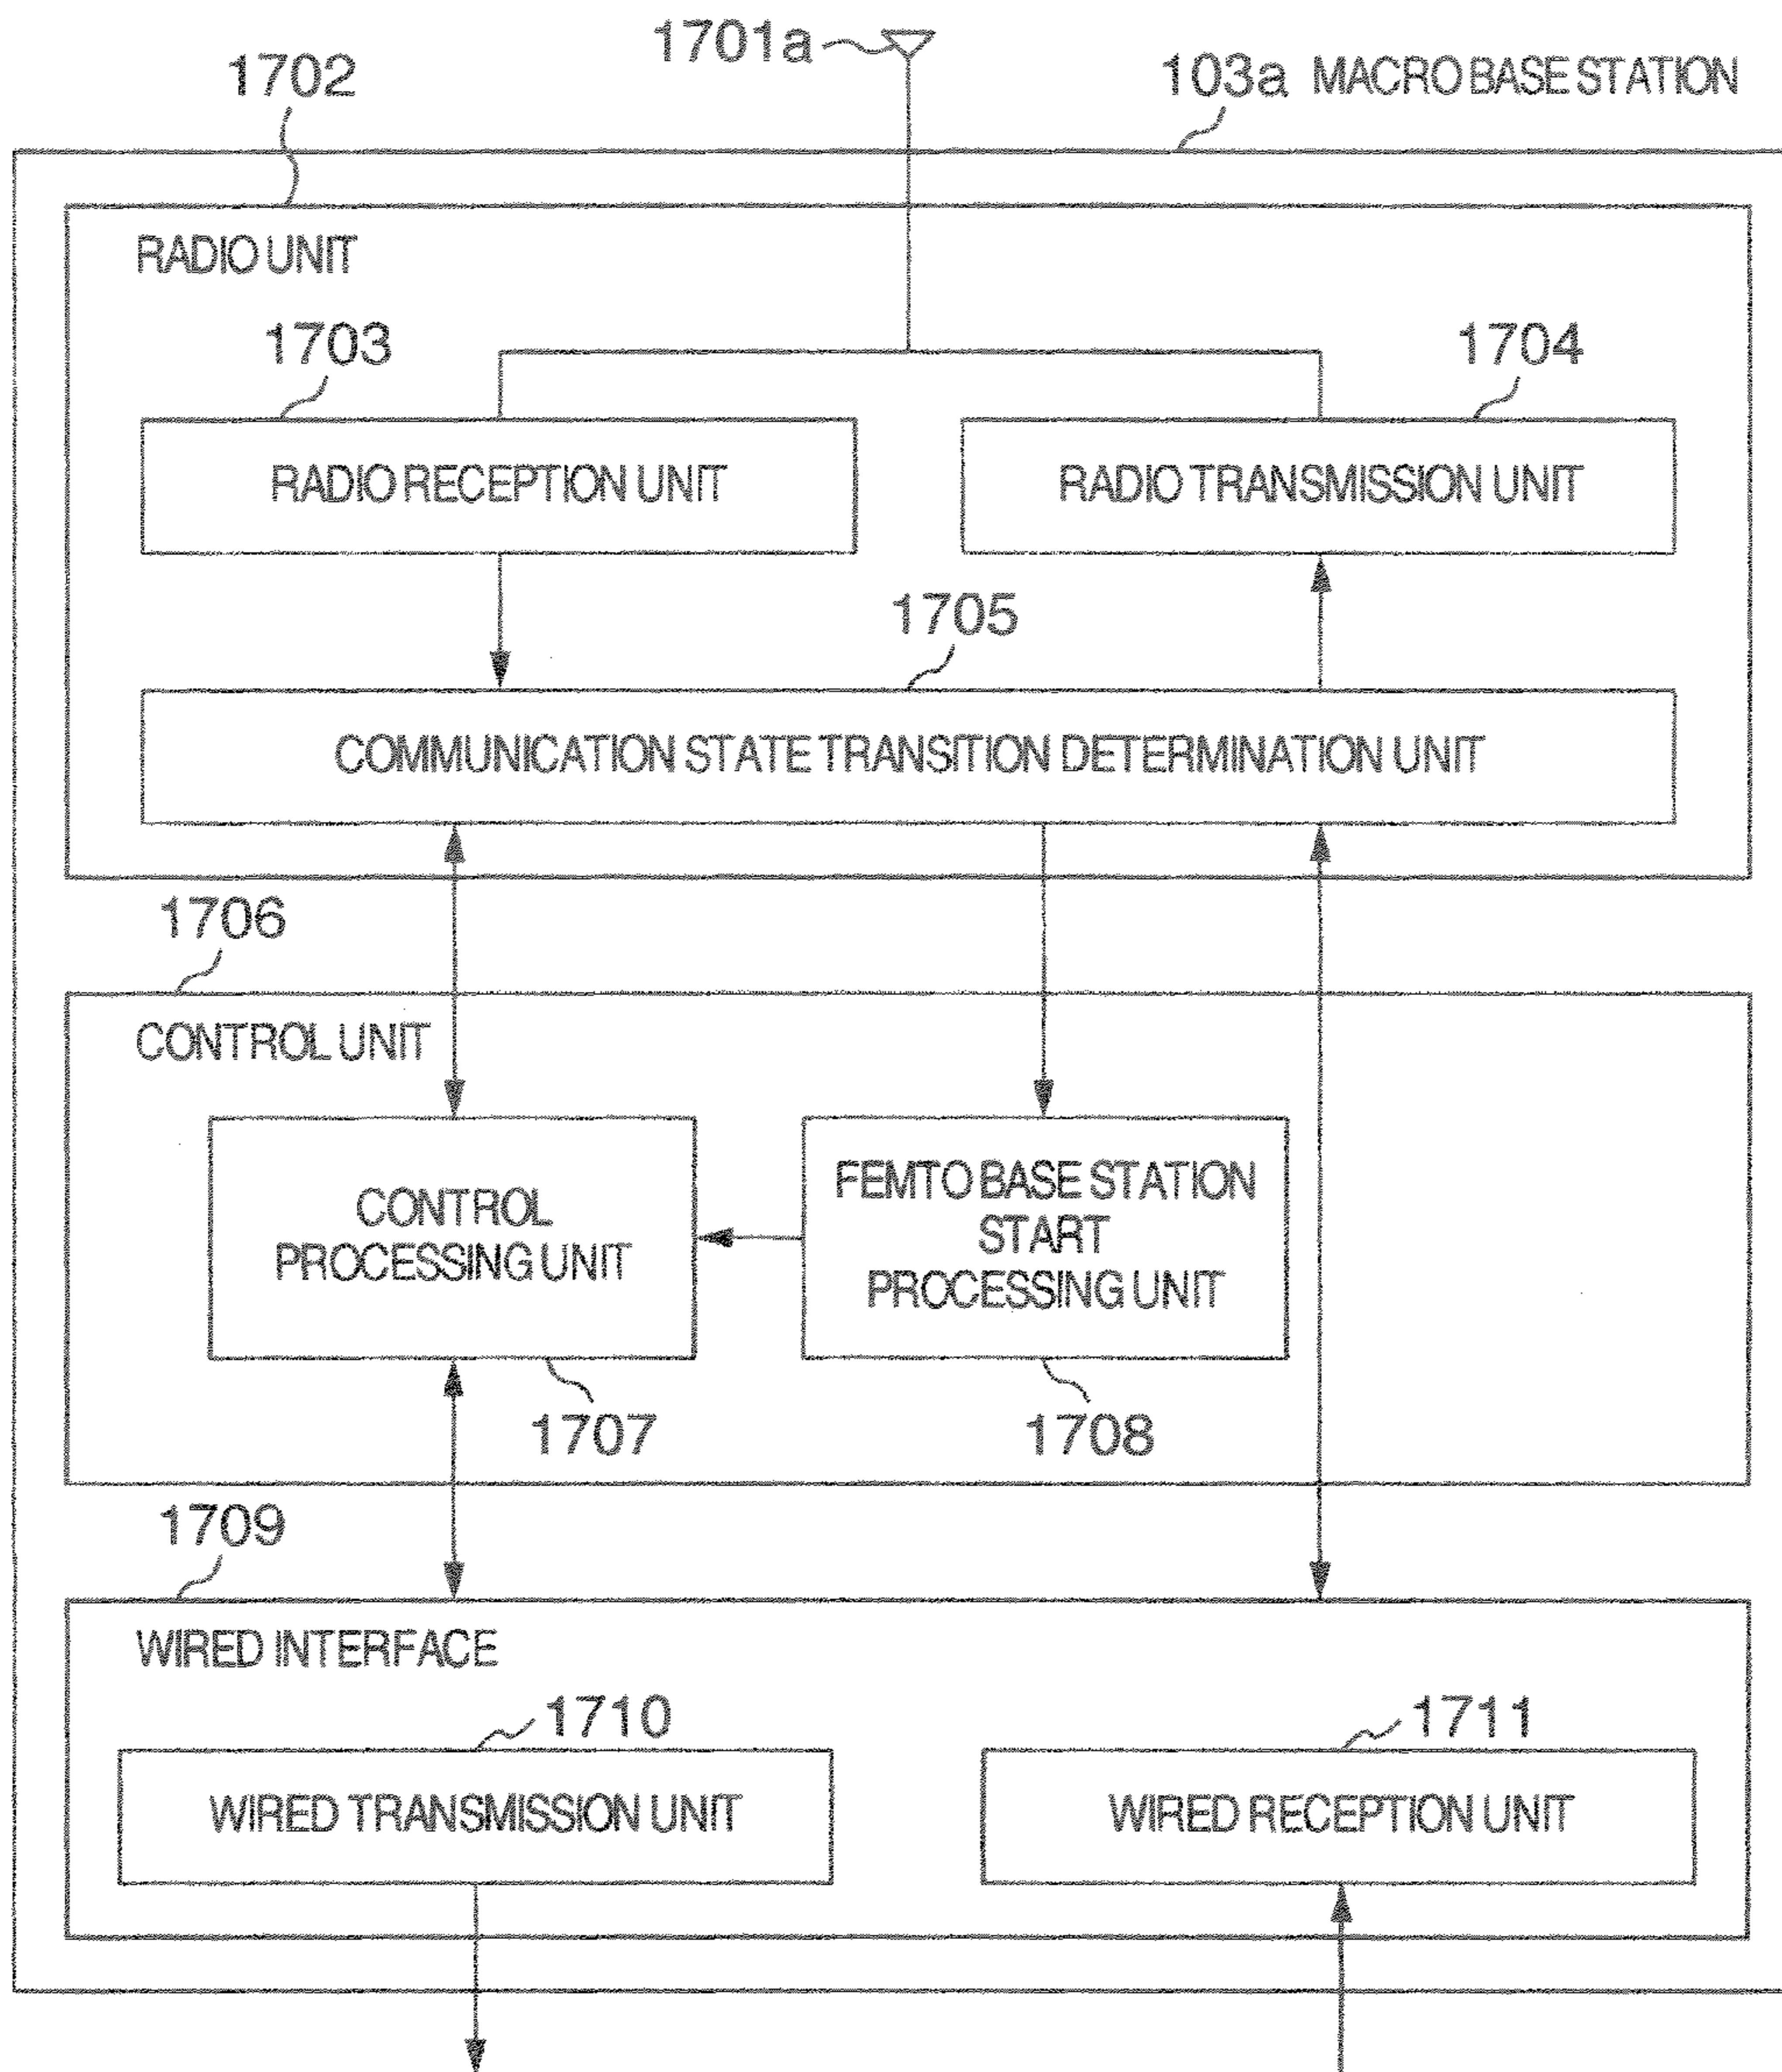 1701a
1702
103a MACRO BASE STATION
RADIO UNIT
1703
1704
RADIO RECEPTION UNIT
RADIO TRANSMISSION UNIT
1705
COMMUNICATION STATE TRANSITION DETERMINATION UNIT
1706
CONTROL UNIT
CONTROL
PROCESSING UNIT
FEMTO BASE STATION
START
PROCESSING UNIT
1707
1708
1709
WIRED INTERFACE
1710
1711
WIRED TRANSMISSION UNIT
WIRED RECEPTION UNIT